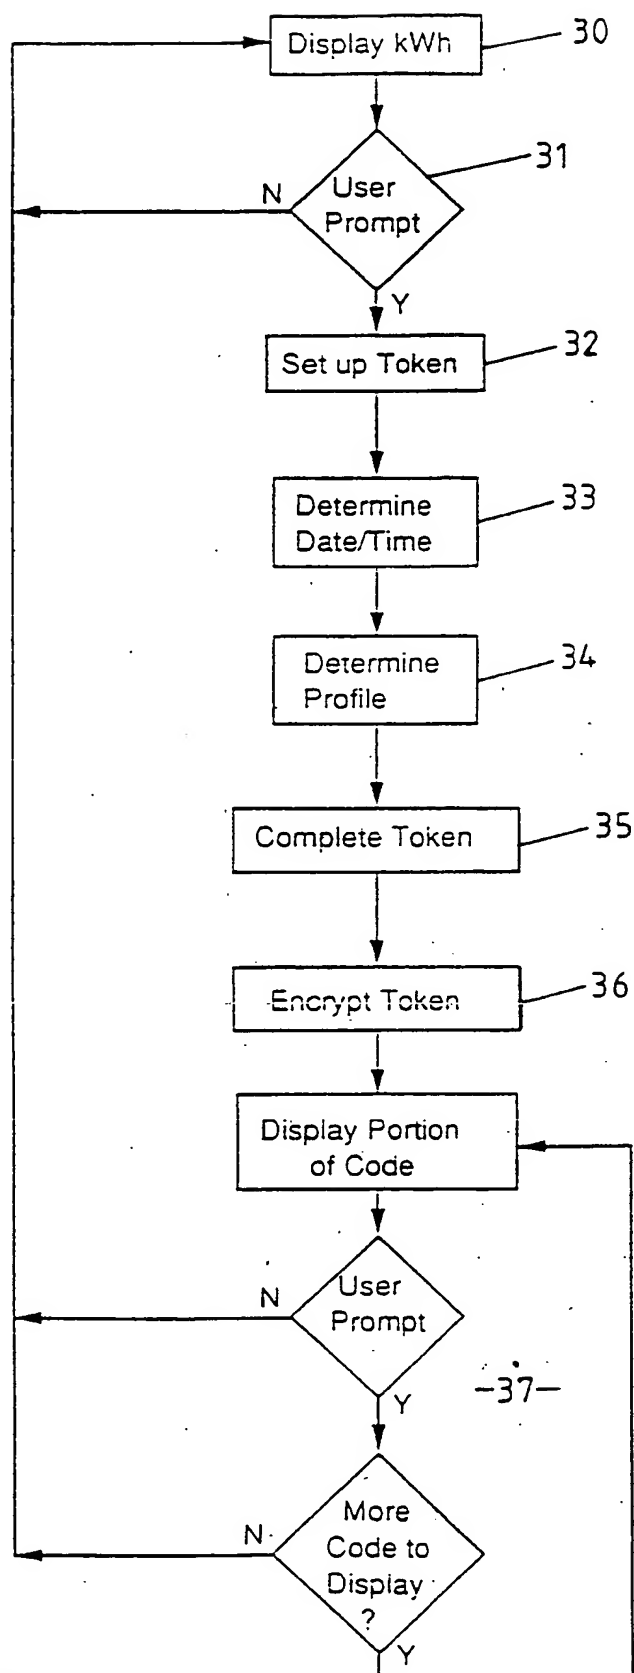 Display kWh
30
31
User
Prompt
N
Y
Set up Token
32
Determine
Date/Time
33
Determine
Profile
34
Complete Token
35
Encrypt Token
36
Display Portion
of Code
User
Prompt
N
Y
-37-
More
Code to
Display
?
N
Y